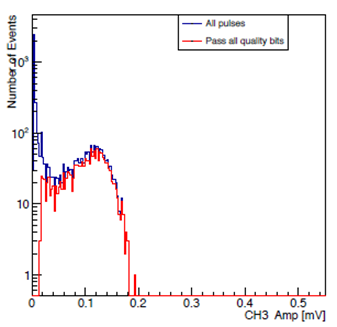 All pulses
Pass all quality bits
Number of Events
10³
10²
10
1
0 0.1 0.2 0.3 0.4 0.5
CH3 Amp [mV]